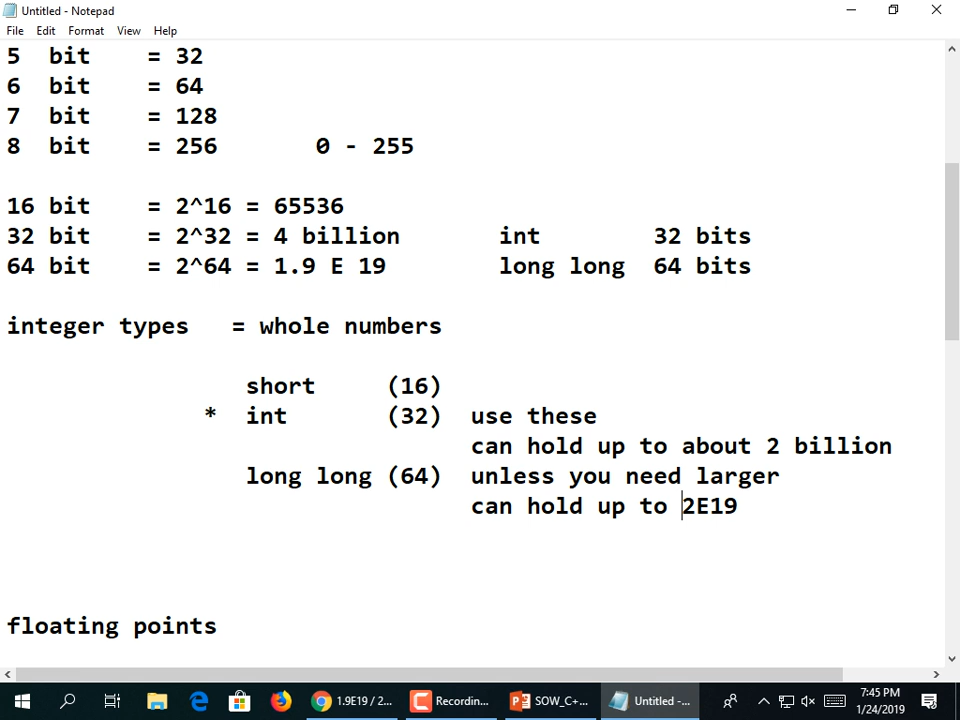 Untitled - Notepad
File Edit Format View Help
5 bit = 32
6 bit = 64
7 bit = 128
8 bit = 256 0 - 255
16 bit = 2^16 = 65536
32 bit = 2^32 = 4 billion int 32 bits
64 bit = 2^64 = 1.9 E 19 long long 64 bits
integer types = whole numbers
short (16)
* int (32) use these
can hold up to about 2 billion
long long (64) unless you need larger
can hold up to 2E19
floating points
1.9E19 / 2... Recording... SOW_C+... Untitled -... 7:45 PM
1/24/2019